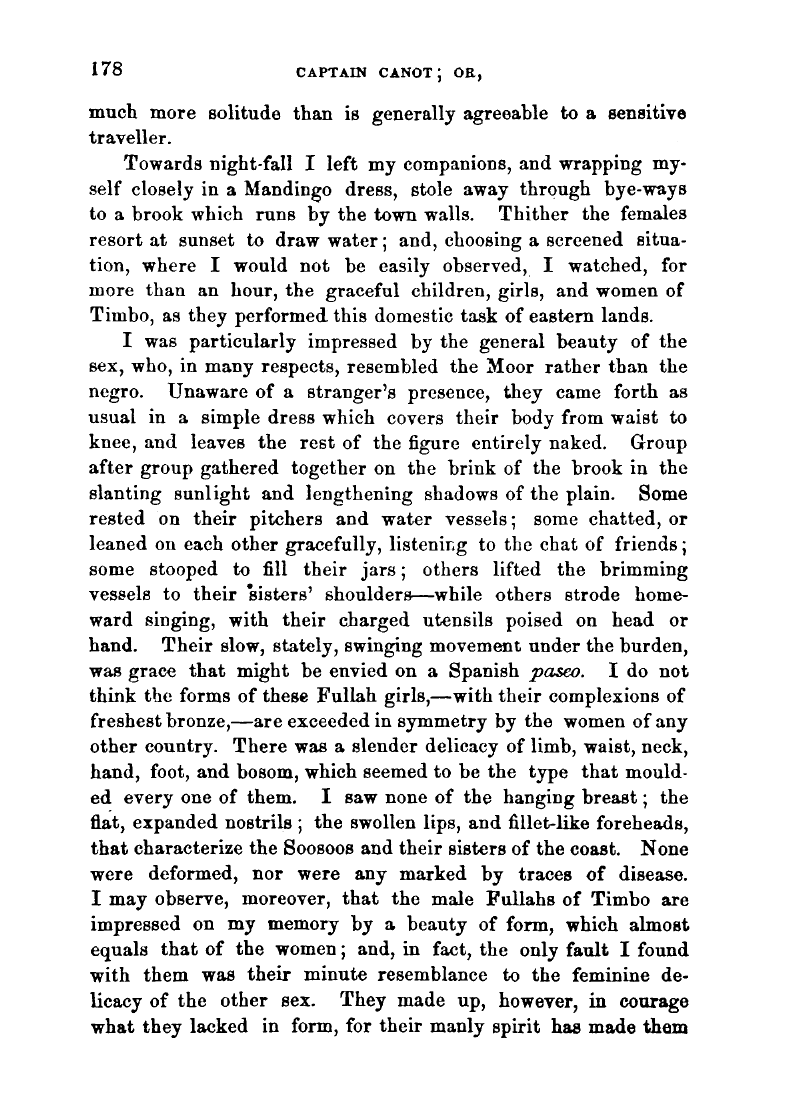 178 CAPTAIN CANOT; OR,
much more solitude than is generally agreeable to a sensitive
traveller.
Towards night-fall I left my companions, and wrapping my-
self closely in a Mandingo dress, stole away through bye-ways
to a brook which runs by the town walls. Thither the females
resort at sunset to draw water; and, choosing a screened situa-
tion, where I would not be easily observed, I watched, for
more than an hour, the graceful children, girls, and women of
Timbo, as they performed this domestic task of eastern lands.
I was particularly impressed by the general beauty of the
sex, who, in many respects, resembled the Moor rather than the
negro. Unaware of a stranger's presence, they came forth as
usual in a simple dress which covers their body from waist to
knee, and leaves the rest of the figure entirely naked. Group
after group gathered together on the brink of the brook in the
slanting sunlight and lengthening shadows of the plain. Some
rested on their pitchers and water vessels; some chatted, or
leaned on each other gracefully, listening to the chat of friends;
some stooped to fill their jars; others lifted the brimming
vessels to their sisters' shoulders—while others strode home-
ward singing, with their charged utensils poised on head or
hand. Their slow, stately, swinging movement under the burden,
was grace that might be envied on a Spanish paseo. I do not
think the forms of these Fullah girls,—with their complexions of
freshest bronze,—are exceeded in symmetry by the women of any
other country. There was a slender delicacy of limb, waist, neck,
hand, foot, and bosom, which seemed to be the type that mould-
ed every one of them. I saw none of the hanging breast; the
flat, expanded nostrils; the swollen lips, and fillet-like foreheads,
that characterize the Soosoos and their sisters of the coast. None
were deformed, nor were any marked by traces of disease.
I may observe, moreover, that the male Fullahs of Timbo are
impressed on my memory by a beauty of form, which almost
equals that of the women; and, in fact, the only fault I found
with them was their minute resemblance to the feminine de-
licacy of the other sex. They made up, however, in courage
what they lacked in form, for their manly spirit has made them